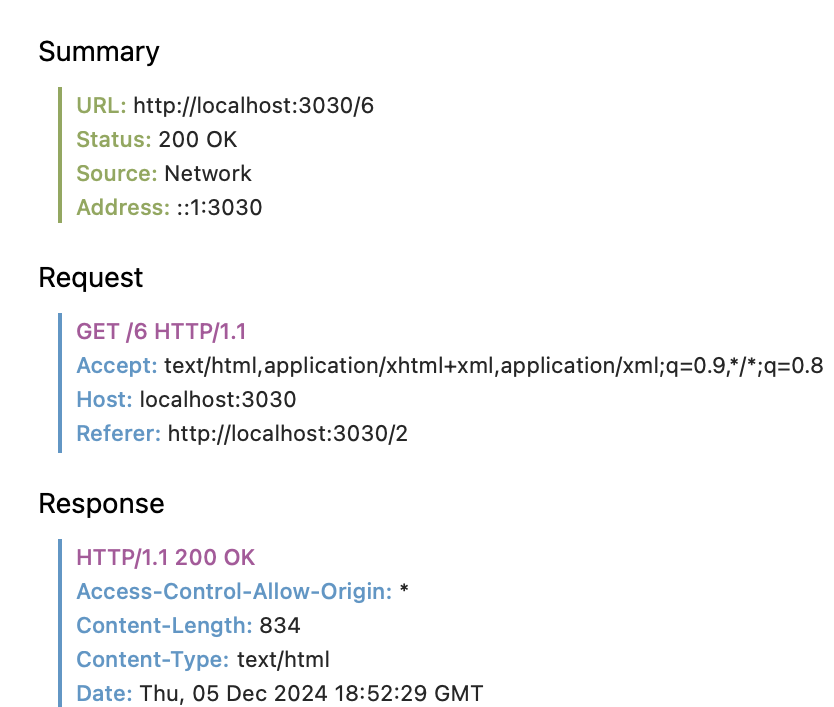 Summary
URL: http://localhost:3030/6
Status: 200 OK
Source: Network
Address: ::1:3030
Request
GET /6 HTTP/1.1
Accept: text/html,application/xhtml+xml,application/xml;q=0.9,*/*;q=0.8
Host: localhost:3030
Referer: http://localhost:3030/2
Response
HTTP/1.1 200 OK
Access-Control-Allow-Origin: *
Content-Length: 834
Content-Type: text/html
Date: Thu, 05 Dec 2024 18:52:29 GMT